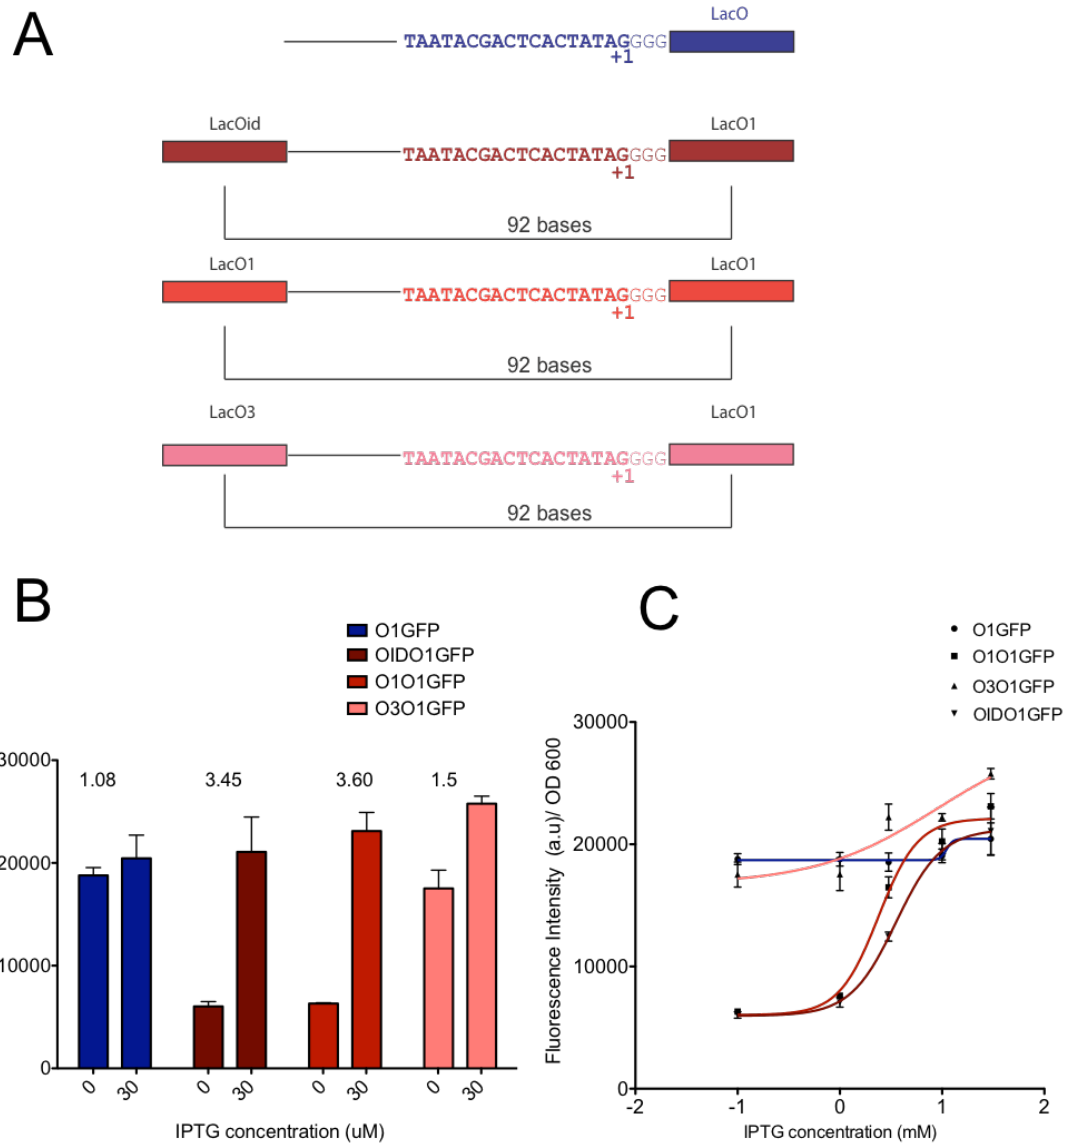 A
LacO
TAATACGACTCACTATAGGGG
+1
LacOid
LacO1
TAATACGACTCACTATAGGGG
+1
92 bases
LacO1
LacO1
TAATACGACTCACTATAGGGG
+1
92 bases
LacO3
LacO1
TAATACGACTCACTATAGGGG
+1
92 bases
B
O1GFP
OIDO1GFP
O1O1GFP
O3O1GFP
30000
20000
10000
0
1.08
3.45
3.60
1.5
0 30 0 30 0 30 0 30
IPTG concentration (uM)
C
O1GFP
O1O1GFP
O3O1GFP
OIDO1GFP
Fluorescence Intensity (a.u)/ OD 600
30000
20000
10000
0
-2 -1 0 1 2
IPTG concentration (mM)